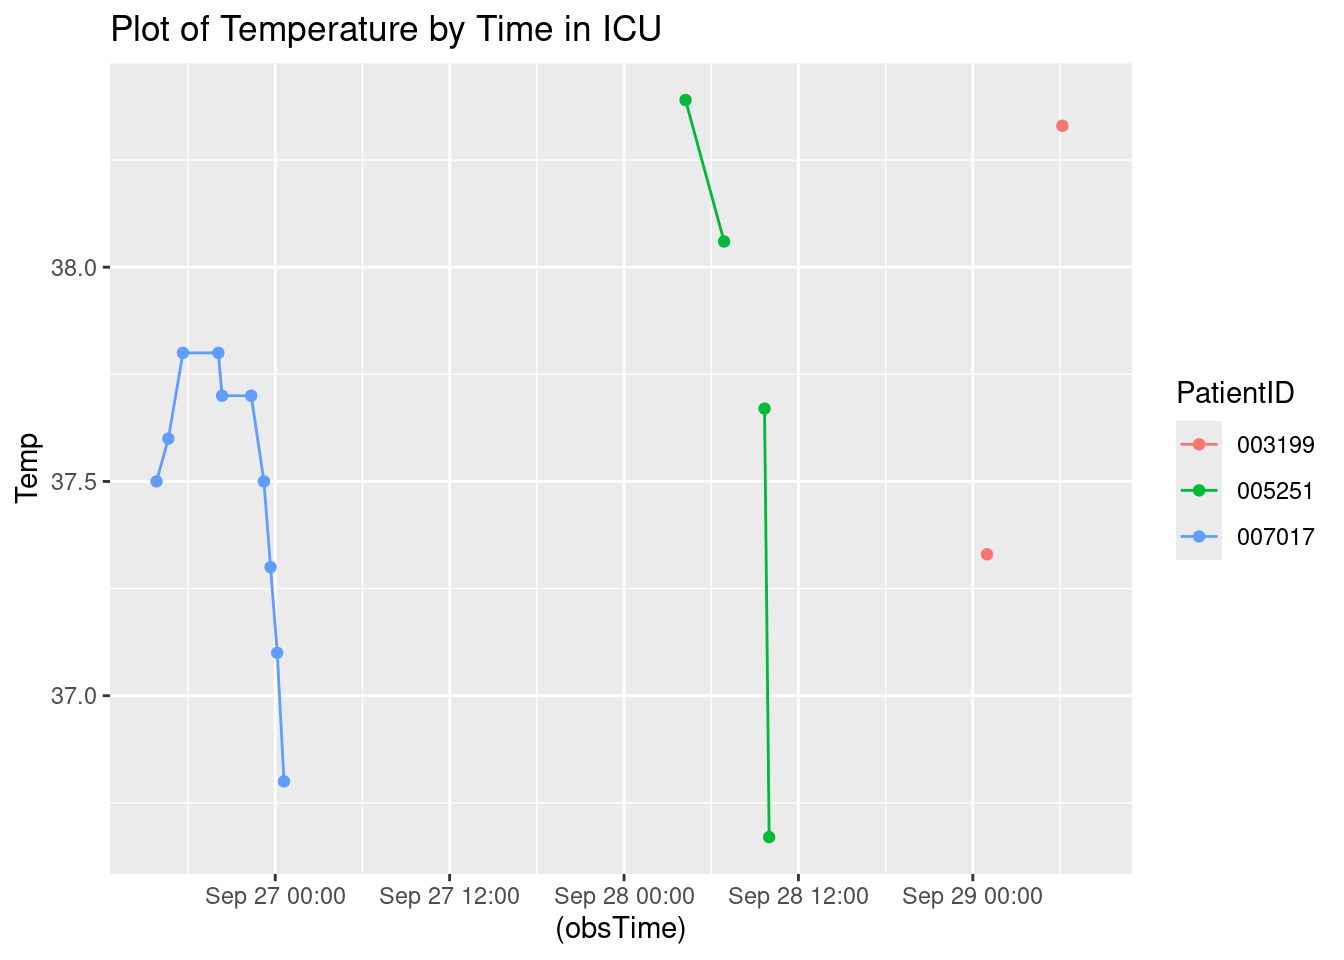 Plot of Temperature by Time in ICU
38.0
37.5
37.0
Temp
Sep 27 00:00
Sep 27 12:00
Sep 28 00:00
Sep 28 12:00
Sep 29 00:00
(obsTime)
PatientID
003199
005251
007017